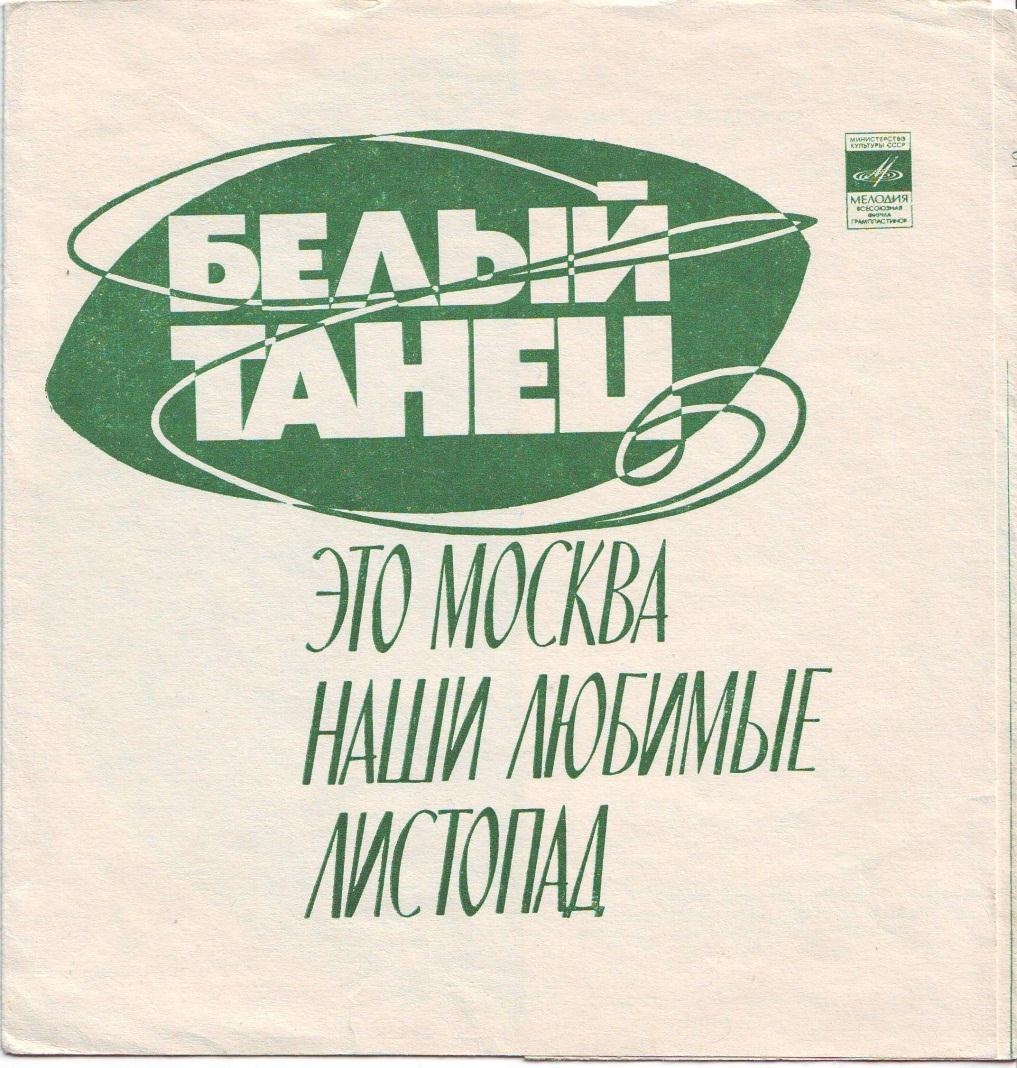 БЕЛЫЙ
ТАНЕЦ
МИНИСТЕРСТВО
КУЛЬТУРЫ СССР
МЕЛОДИЯ
ВСЕСОЮЗНАЯ
ФИРМА
ГРАМПЛАСТИНОК
ЭТО МОСКВА
НАШИ ЛЮБИМЫЕ
ЛИСТОПАД